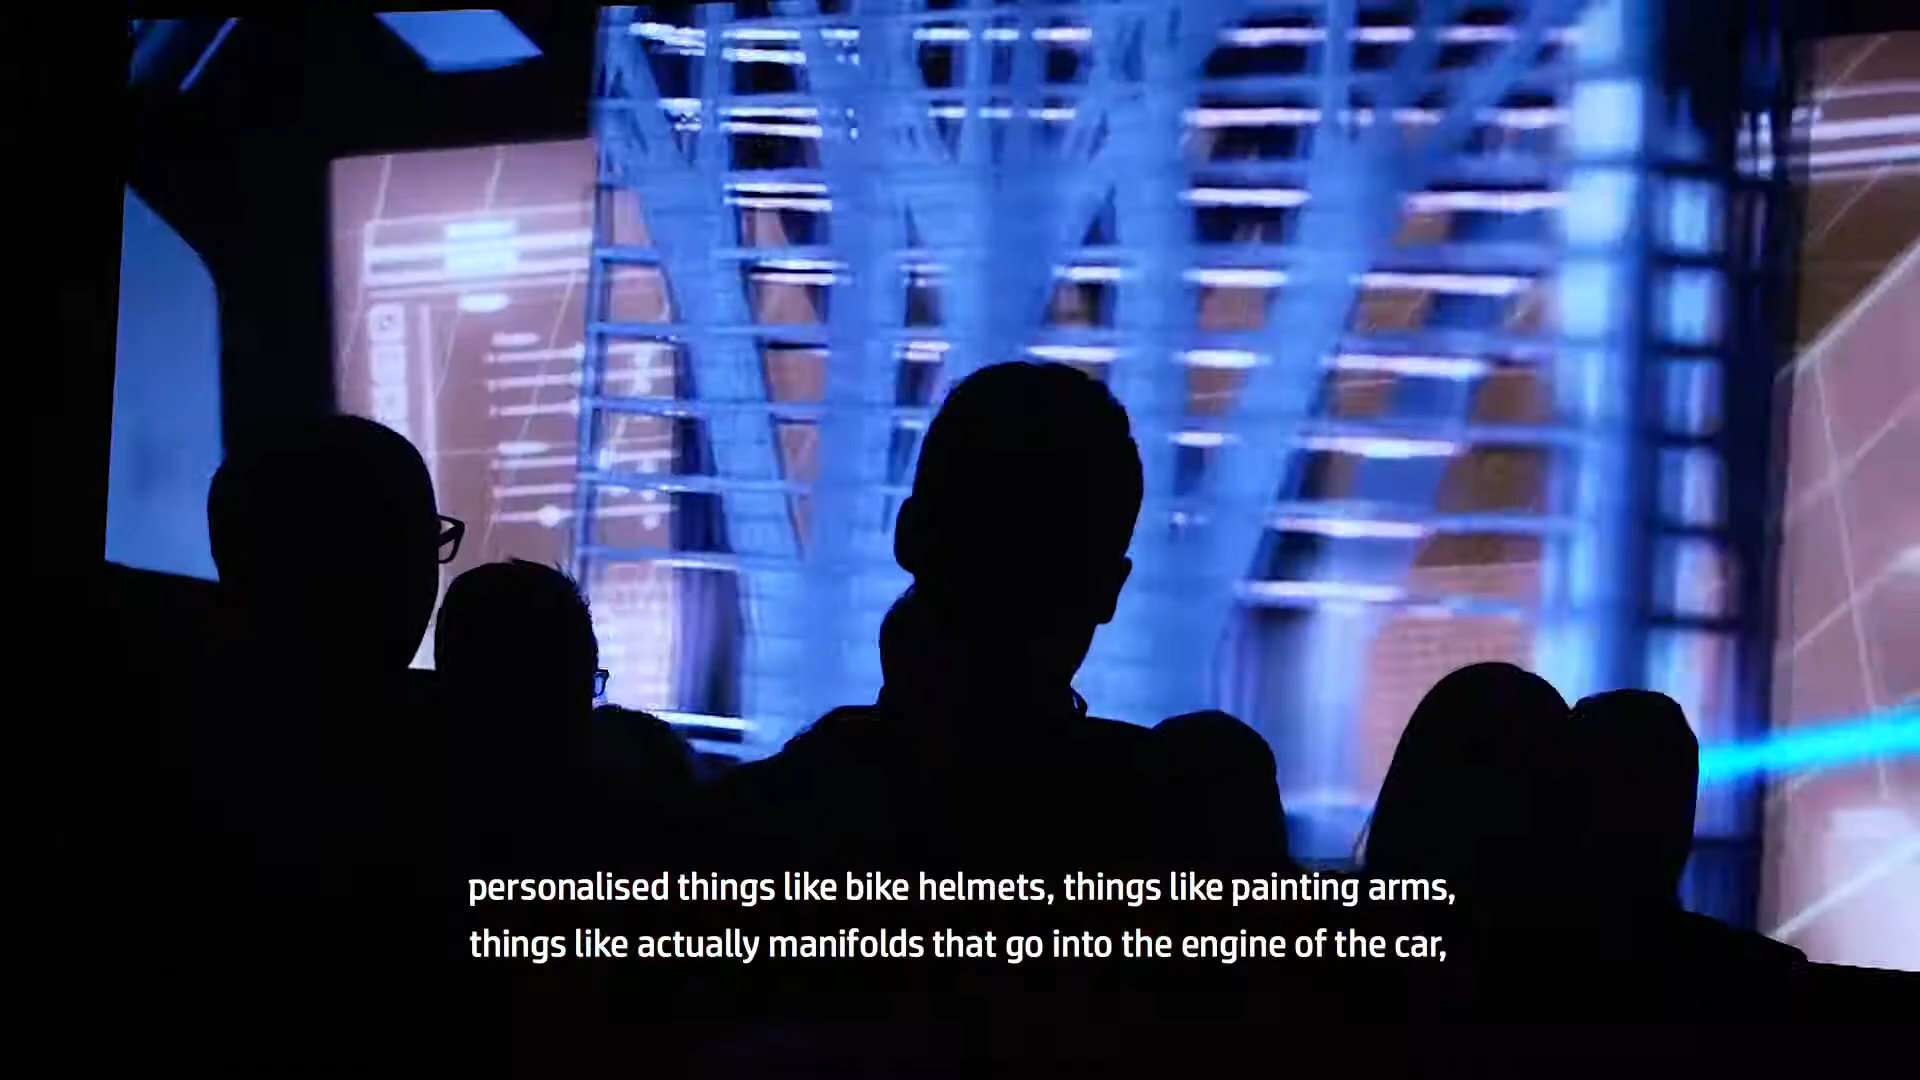 personalised things like bike helmets, things like painting arms,
things like actually manifolds that go into the engine of the car,